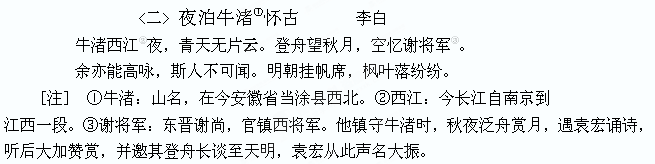 <二> 夜泊牛渚①怀古 李白
牛渚西江②夜，青天无片云。登舟望秋月，空忆谢将军③。
余亦能高咏，斯人不可闻。明朝挂帆席，枫叶落纷纷。
[注] ①牛渚：山名，在今安徽省当涂县西北。②西江：今长江自南京到
江西一段。③谢将军：东晋谢尚，官镇西将军。他镇守牛渚时，秋夜泛舟赏月，遇袁宏诵诗，
听后大加赞赏，并邀其登舟长谈至天明，袁宏从此声名大振。